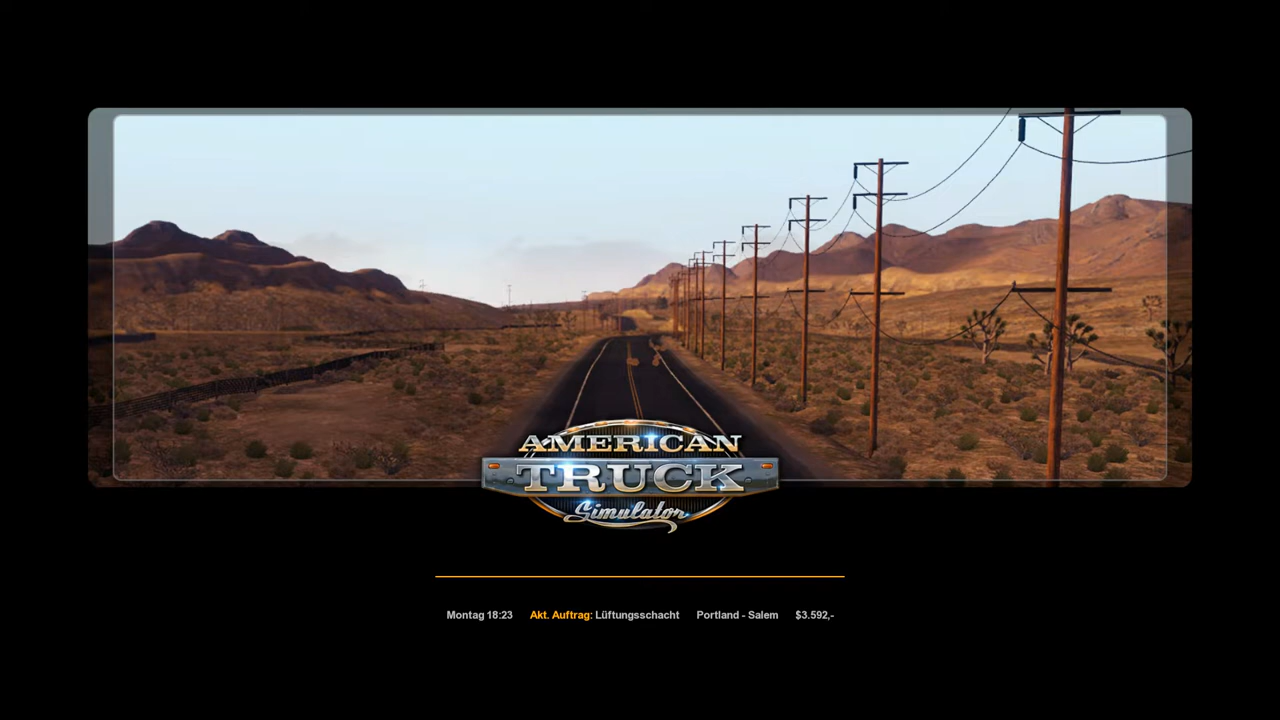 AMERICAN
TRUCK
Simulator
Montag 18:23 Akt. Auftrag: Lüftungsschacht Portland - Salem $3.592,-